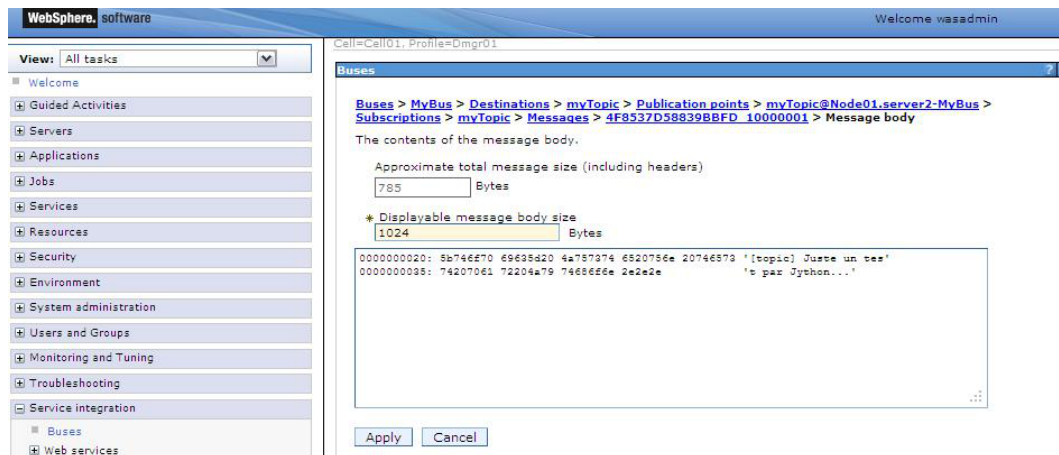 WebSphere. software
Welcome wasadmin
View: All tasks
Welcome
Guided Activities
Servers
Applications
Jobs
Services
Resources
Security
Environment
System administration
Users and Groups
Monitoring and Tuning
Troubleshooting
Service integration
Buses
Web services
Cell=Cell01, Profile=Dmgr01
Buses
?
Buses > MyBus > Destinations > myTopic > Publication points > myTopic@Node01.server2-MyBus >
Subscriptions > myTopic > Messages > 4F8537D58839BBFD_10000001 > Message body
The contents of the message body.
Approximate total message size (including headers)
785 Bytes
* Displayable message body size
1024 Bytes
0000000020: 5b746f70 69635d20 4a757374 6520756e 20746573 '[topic] Juste un tes'
0000000035: 74207061 72204a79 74686f6e 2e2e2e 't par Jython...'
Apply Cancel